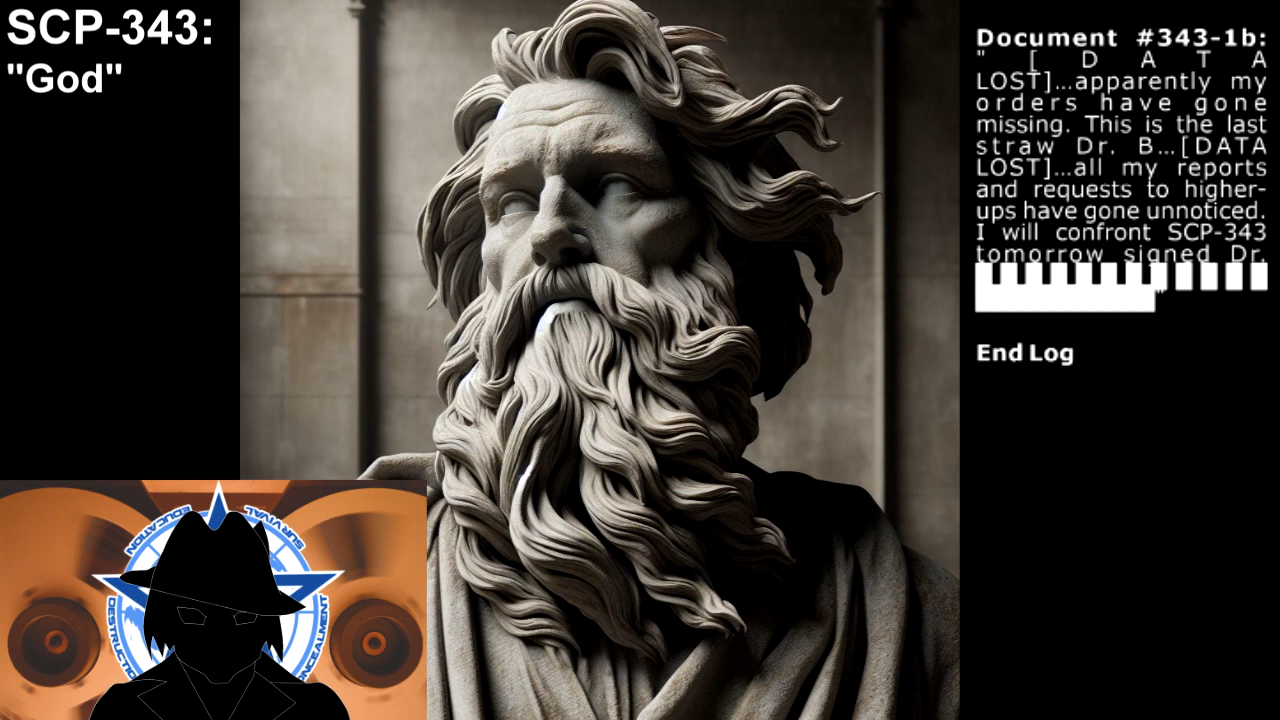 SCP-343:
"God"
Document #343-1b:
" [ D A T A
LOST]...apparently my
orders have gone
missing. This is the last
straw Dr. B...[DATA
LOST]...all my reports
and requests to higher-
ups have gone unnoticed.
I will confront SCP-343
tomorrow signed Dr.
End Log
EDUCATION
SURVIVAL